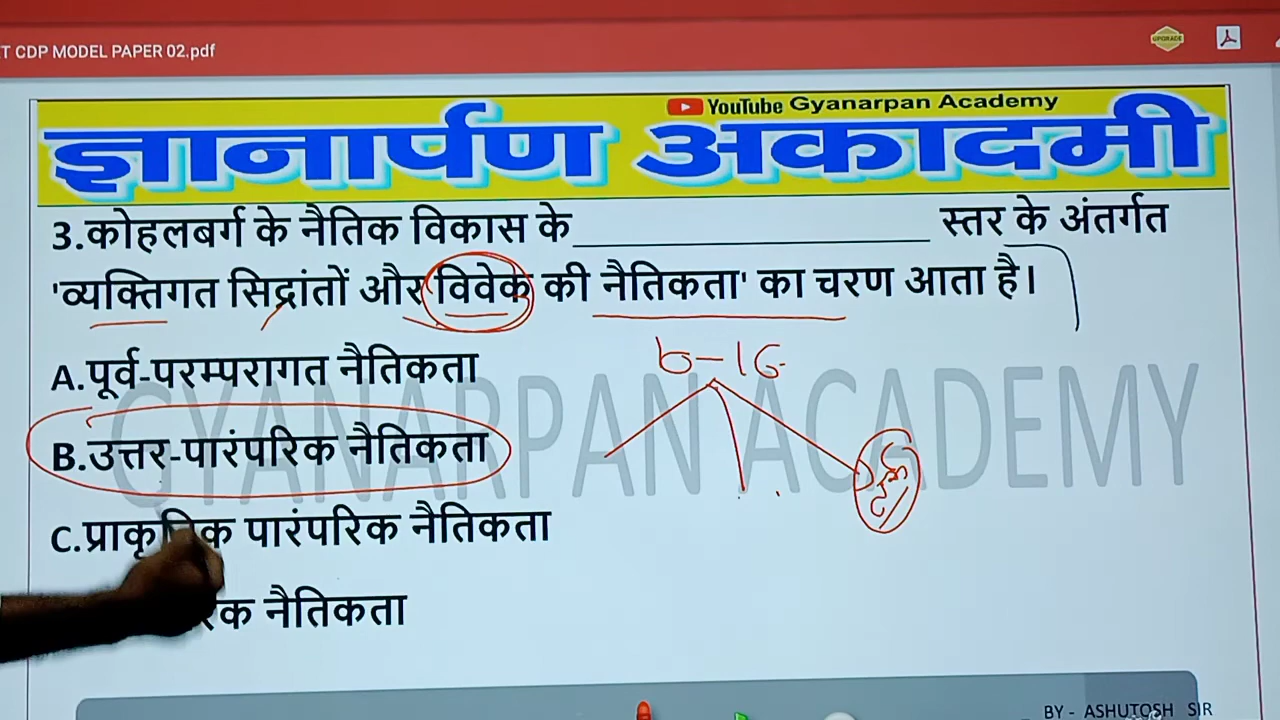 T CDP MODEL PAPER 02.pdf
UPGRADE
YouTube Gyanarpan Academy
ज्ञानार्पण अकादमी
3.कोहलबर्ग के नैतिक विकास के ____________________ स्तर के अंतर्गत
'व्यक्तिगत सिद्रांतों और विवेक की नैतिकता' का चरण आता है।
A.पूर्व-परम्परागत नैतिकता
6-16
B.उत्तर-पारंपरिक नैतिकता
C.प्राकृतिक पारंपरिक नैतिकता
नैतिकता
GYANARPAN ACADEMY
BY - ASHUTOSH SIR